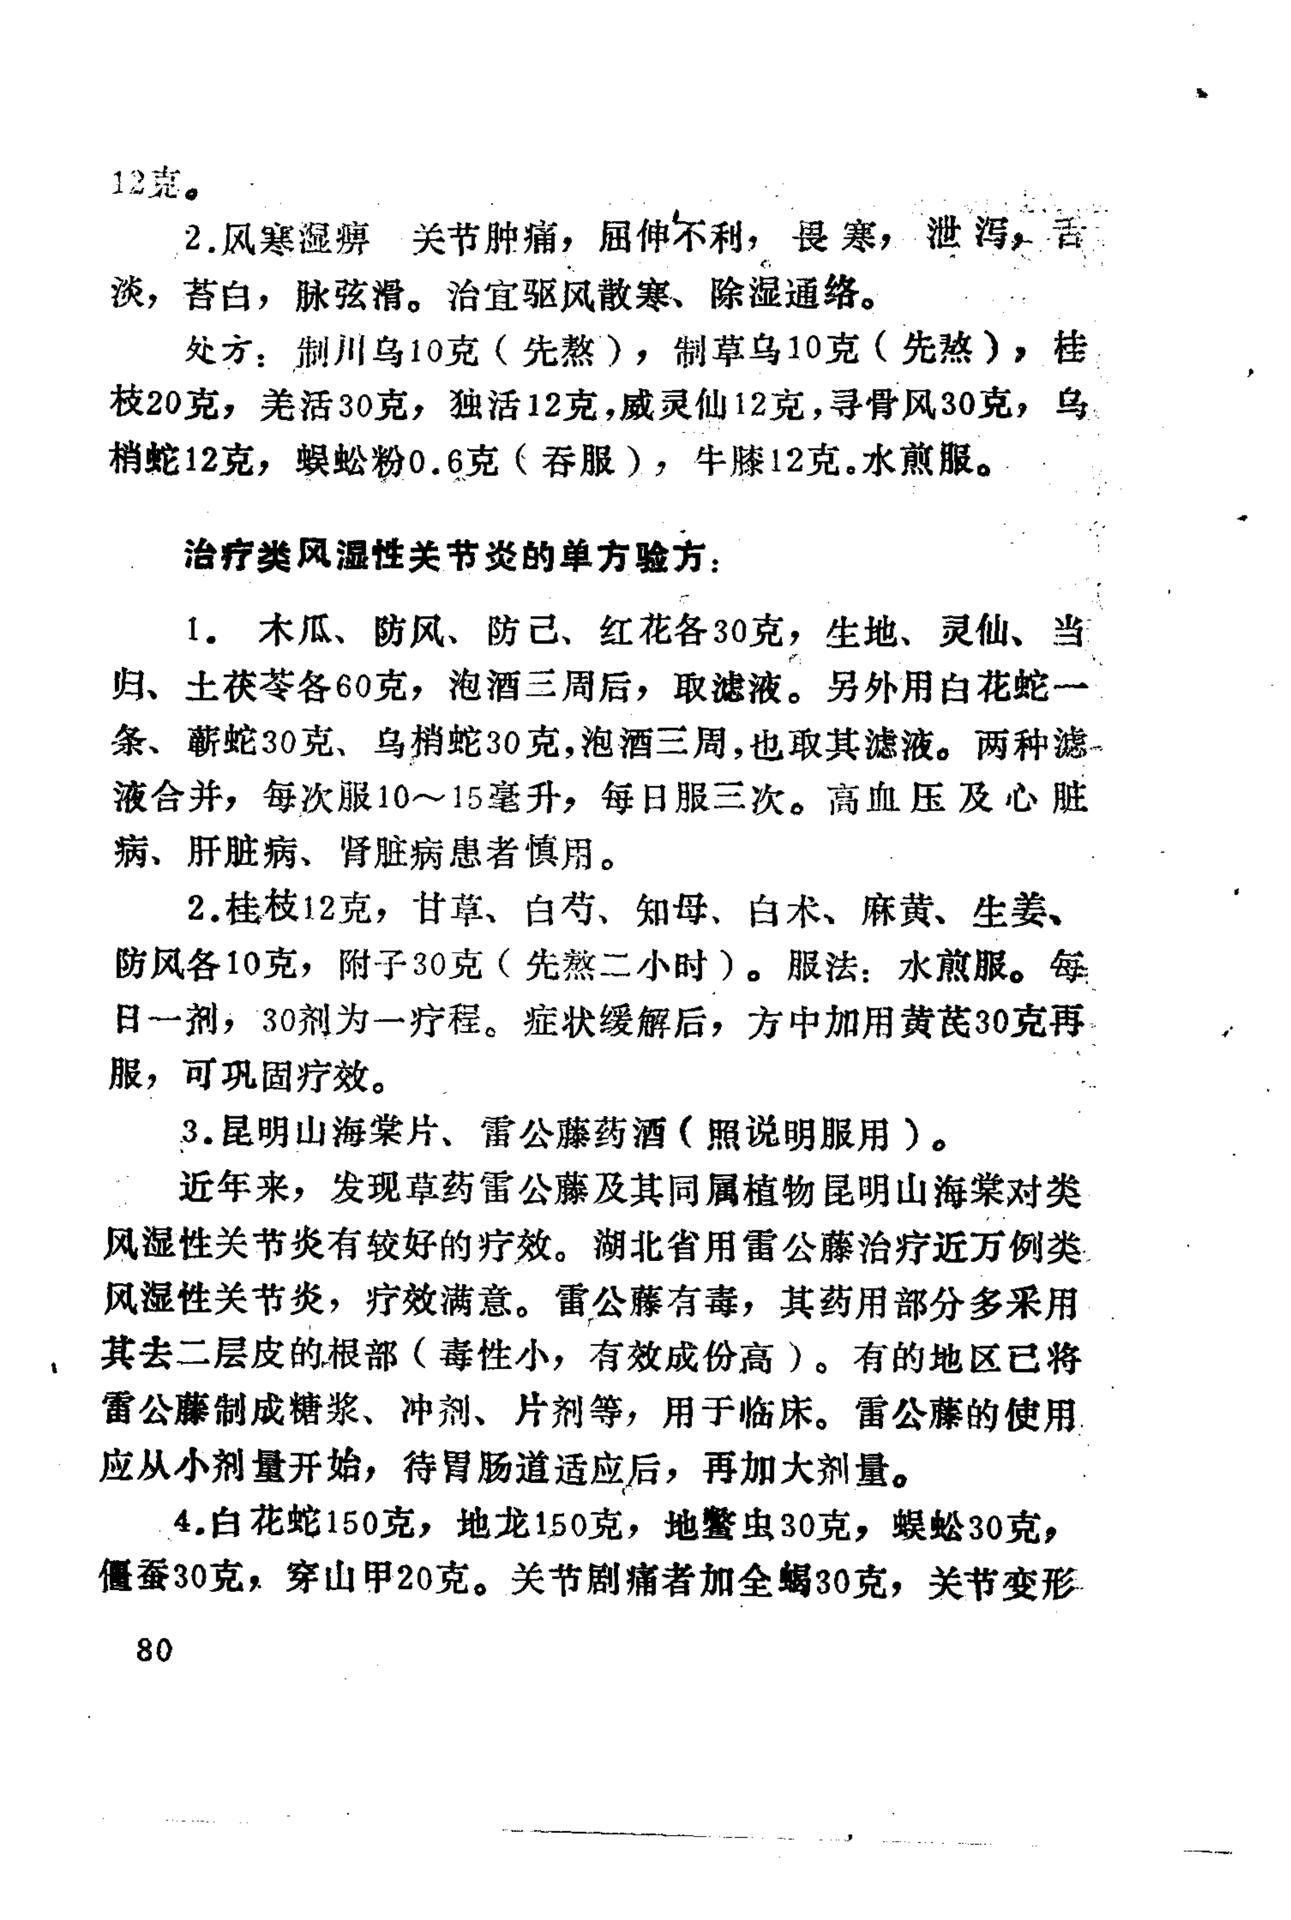 12克。
2.风寒湿痹　关节肿痛，屈伸不利，畏寒，泄泻，舌
淡，苔白，脉弦滑。治宜驱风散寒、除湿通络。
处方：制川乌10克（先熬），制草乌10克（先熬），桂
枝20克，羌活30克，独活12克，威灵仙12克，寻骨风30克，乌
梢蛇12克，蜈蚣粉0.6克（吞服），牛膝12克。水煎服。
治疗类风湿性关节炎的单方验方：
1. 木瓜、防风、防己、红花各30克，生地、灵仙、当
归、土茯苓各60克，泡酒三周后，取滤液。另外用白花蛇一
条、蕲蛇30克、乌梢蛇30克，泡酒三周，也取其滤液。两种滤
液合并，每次服10～15毫升，每日服三次。高血压及心脏
病、肝脏病、肾脏病患者慎用。
2.桂枝12克，甘草、白芍、知母、白术、麻黄、生姜、
防风各10克，附子30克（先熬二小时）。服法：水煎服。每
日一剂，30剂为一疗程。症状缓解后，方中加用黄芪30克再
服，可巩固疗效。
3.昆明山海棠片、雷公藤药酒（照说明服用）。
近年来，发现草药雷公藤及其同属植物昆明山海棠对类
风湿性关节炎有较好的疗效。湖北省用雷公藤治疗近万例类
风湿性关节炎，疗效满意。雷公藤有毒，其药用部分多采用
其去二层皮的根部（毒性小，有效成份高）。有的地区已将
雷公藤制成糖浆、冲剂、片剂等，用于临床。雷公藤的使用
应从小剂量开始，待胃肠道适应后，再加大剂量。
4.白花蛇150克，地龙150克，地鳖虫30克，蜈蚣30克，
僵蚕30克，穿山甲20克。关节剧痛者加全蝎30克，关节变形
80